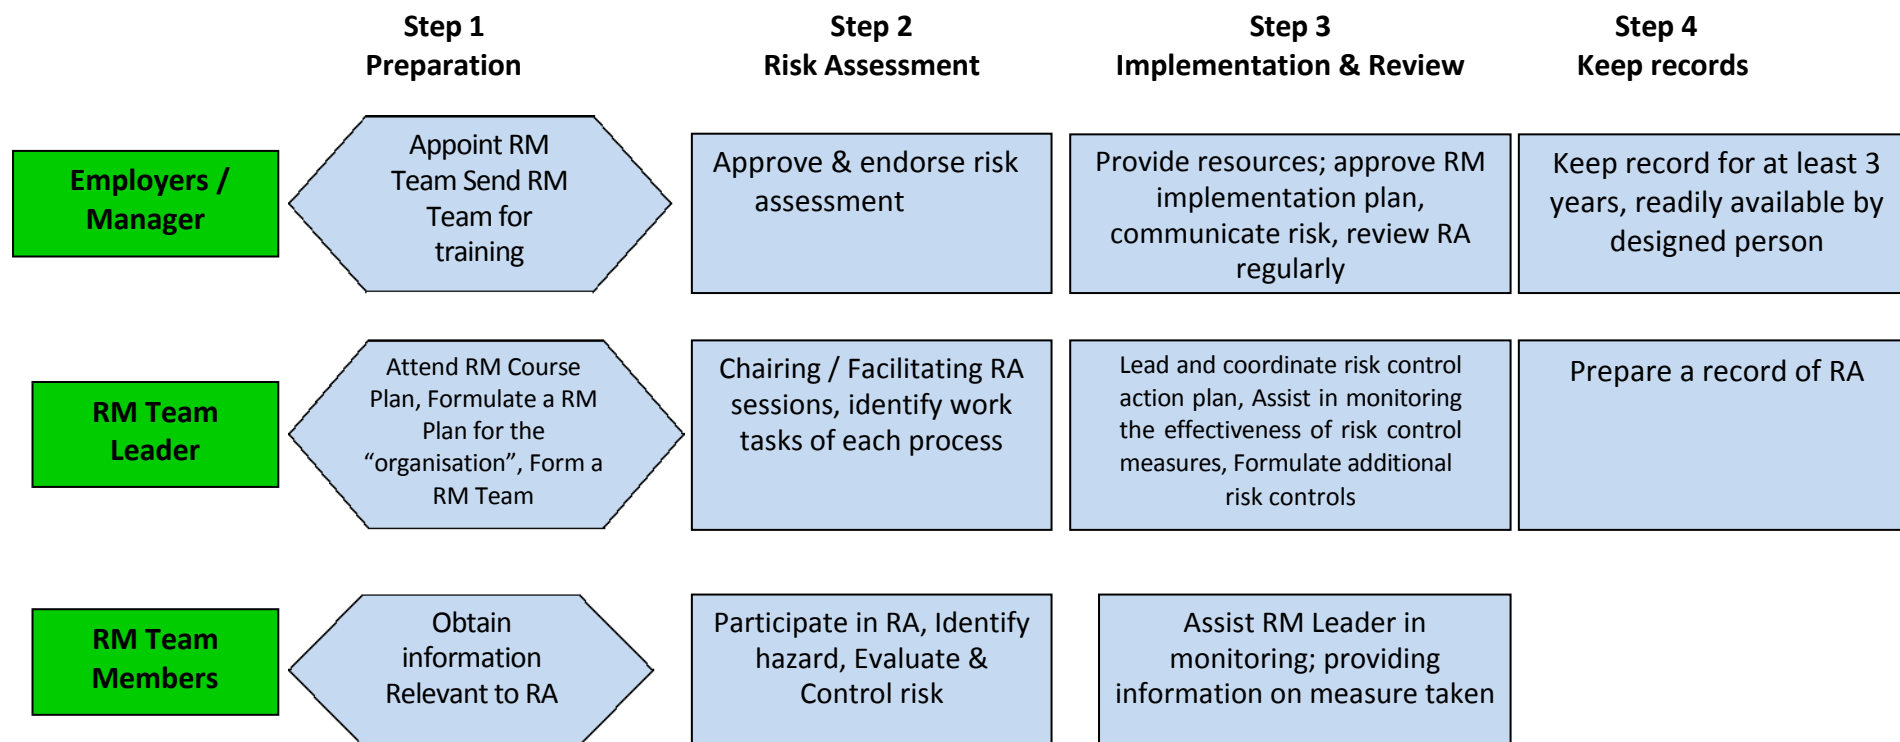 Step 1
Preparation
Step 2
Risk Assessment
Step 3
Implementation & Review
Step 4
Keep records
Employers /
Manager
Appoint RM
Team Send RM
Team for
training
Approve & endorse risk
assessment
Provide resources; approve RM
implementation plan,
communicate risk, review RA
regularly
Keep record for at least 3
years, readily available by
designed person
RM Team
Leader
Attend RM Course
Plan, Formulate a RM
Plan for the
“organisation”, Form a
RM Team
Chairing / Facilitating RA
sessions, identify work
tasks of each process
Lead and coordinate risk control
action plan, Assist in monitoring
the effectiveness of risk control
measures, Formulate additional
risk controls
Prepare a record of RA
RM Team
Members
Obtain
information
Relevant to RA
Participate in RA, Identify
hazard, Evaluate &
Control risk
Assist RM Leader in
monitoring; providing
information on measure taken